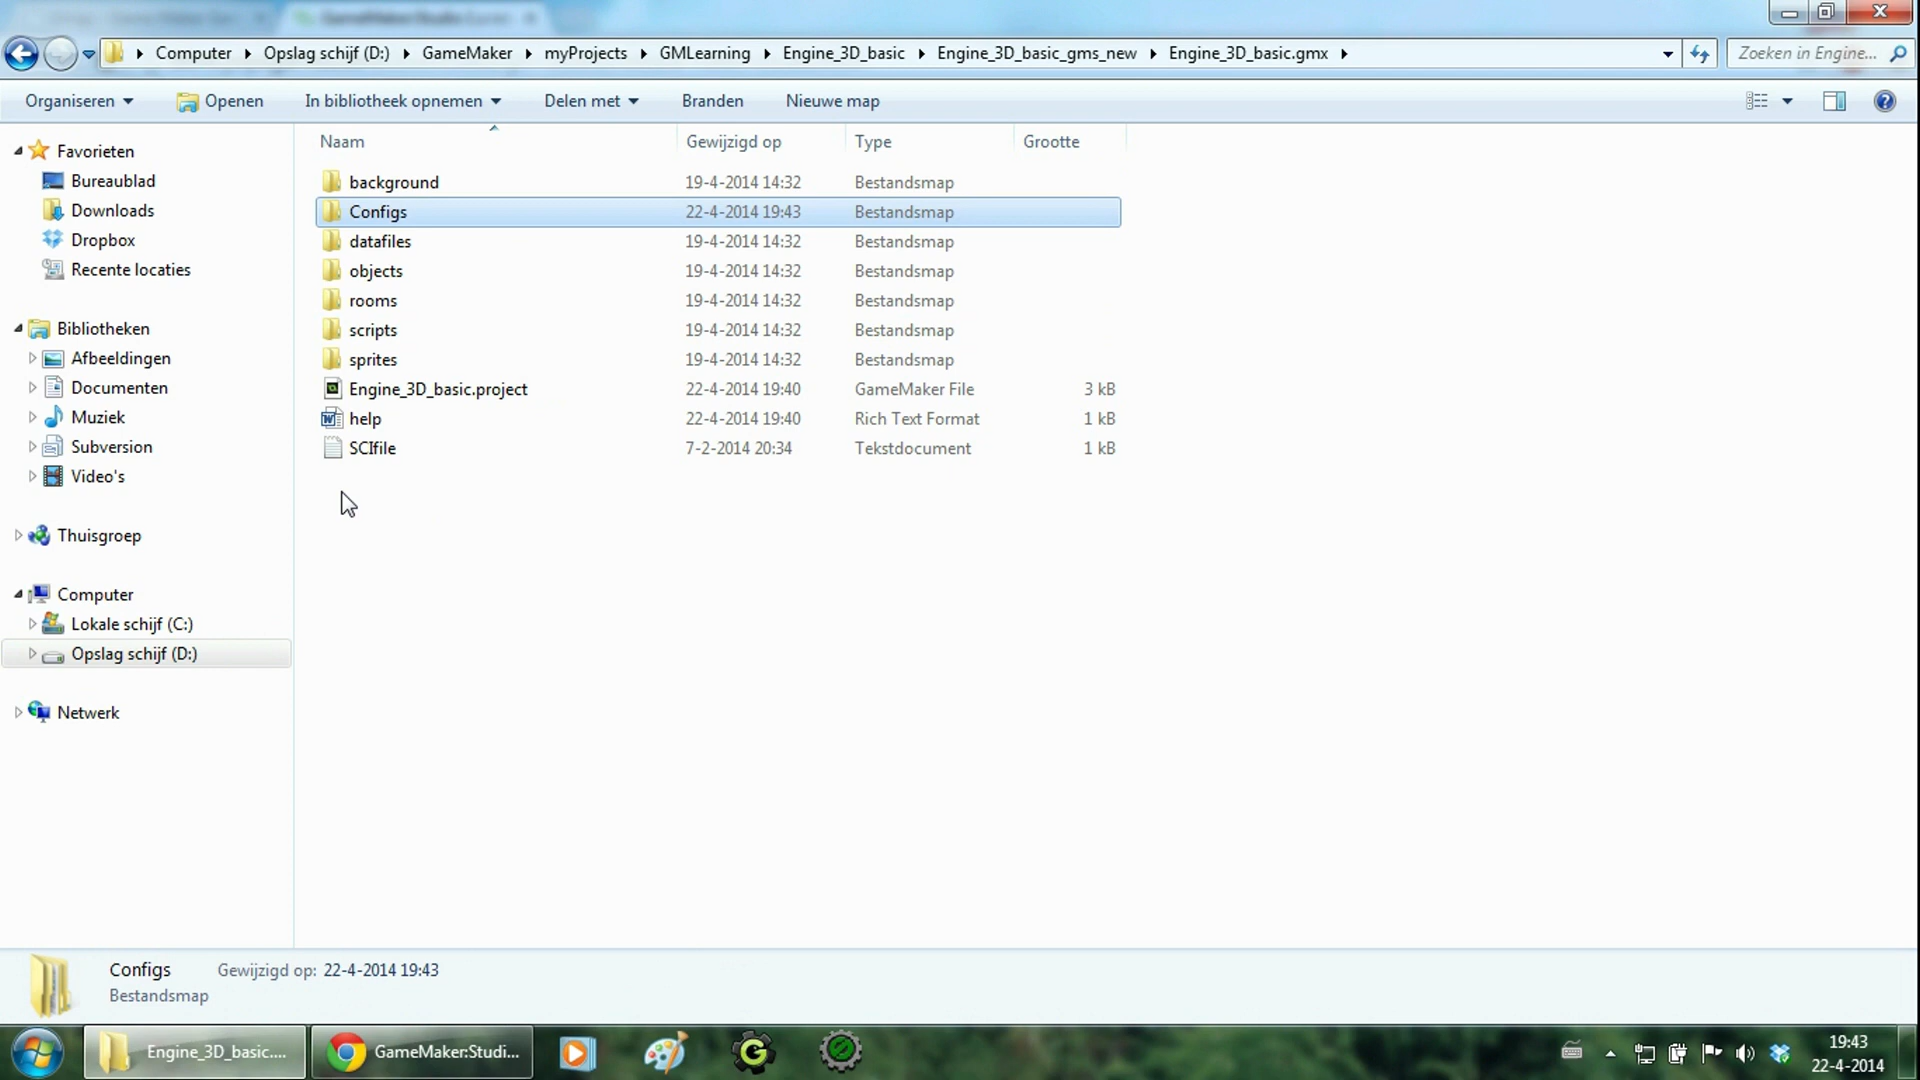 Computer Opslag schijf (D:) GameMaker myProjects GMLearning Engine_3D_basic Engine_3D_basic_gms_new Engine_3D_basic.gmx Zoeken in Engine...
Organiseren Openen In bibliotheek opnemen Delen met Branden Nieuwe map
Naam Gewijzigd op Type Grootte
Favorieten
Bureaublad
Downloads
Dropbox
Recente locaties
Bibliotheken
Afbeeldingen
Documenten
Muziek
Subversion
Video's
Thuisgroep
Computer
Lokale schijf (C:)
Opslag schijf (D:)
Netwerk
background 19-4-2014 14:32 Bestandsmap
Configs 22-4-2014 19:43 Bestandsmap
datafiles 19-4-2014 14:32 Bestandsmap
objects 19-4-2014 14:32 Bestandsmap
rooms 19-4-2014 14:32 Bestandsmap
scripts 19-4-2014 14:32 Bestandsmap
sprites 19-4-2014 14:32 Bestandsmap
Engine_3D_basic.project 22-4-2014 19:40 GameMaker File 3 kB
help 22-4-2014 19:40 Rich Text Format 1 kB
SCIfile 7-2-2014 20:34 Tekstdocument 1 kB
Configs Gewijzigd op: 22-4-2014 19:43
Bestandsmap
Engine_3D_basic.... GameMaker:Studi... 19:43
22-4-2014